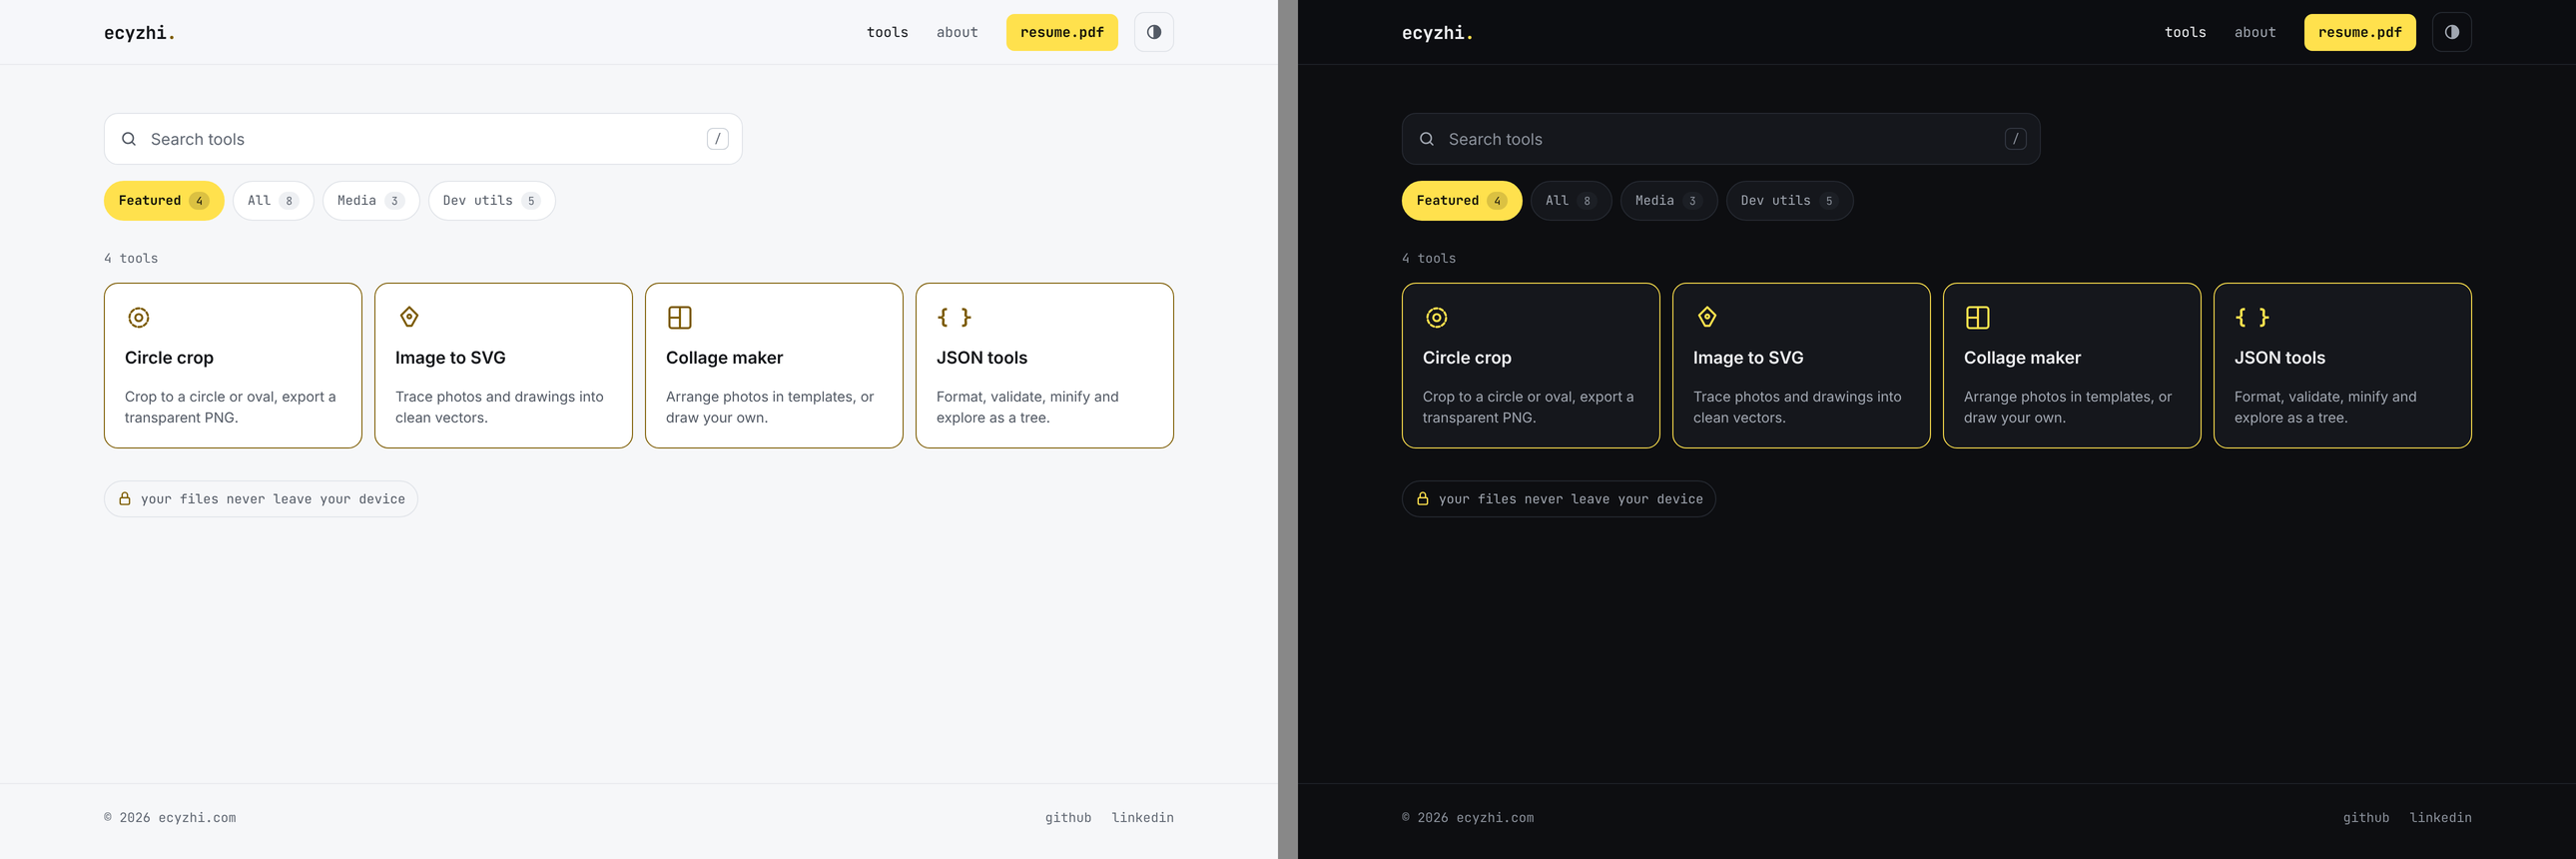 ecyzhi.
tools about resume.pdf
Search tools /
Featured 4 All 8 Media 3 Dev utils 5
4 tools
{ }
Circle crop
Crop to a circle or oval, export a
transparent PNG.
Image to SVG
Trace photos and drawings into
clean vectors.
Collage maker
Arrange photos in templates, or
draw your own.
JSON tools
Format, validate, minify and
explore as a tree.
your files never leave your device
© 2026 ecyzhi.com
github linkedin
ecyzhi.
tools about resume.pdf
Search tools /
Featured 4 All 8 Media 3 Dev utils 5
4 tools
{ }
Circle crop
Crop to a circle or oval, export a
transparent PNG.
Image to SVG
Trace photos and drawings into
clean vectors.
Collage maker
Arrange photos in templates, or
draw your own.
JSON tools
Format, validate, minify and
explore as a tree.
your files never leave your device
© 2026 ecyzhi.com
github linkedin